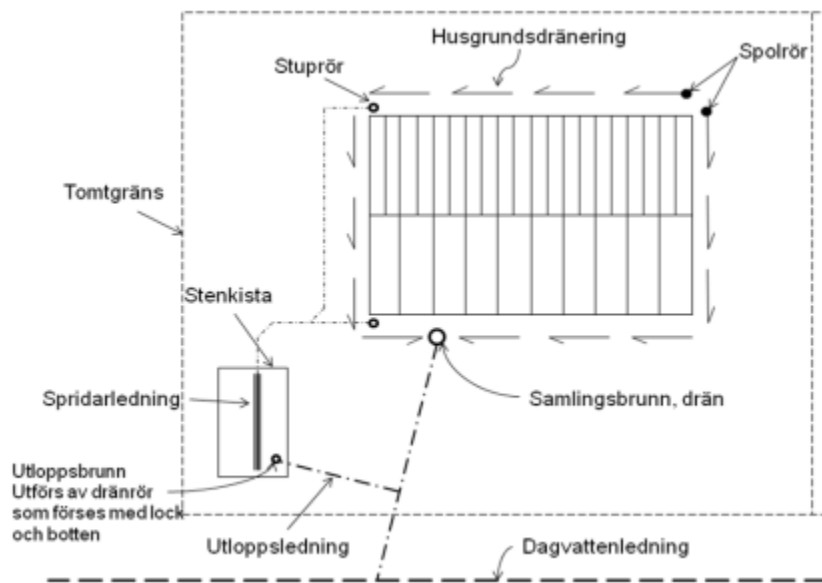 Husgrundsdränering
Spolrör
Stuprör
Tomtgräns
Stenkista
Spridarledning
Samlingsbrunn, drän
Utloppsbrunn
Utförs av dränrör
som förses med lock
och botten
Utloppsledning
Dagvattenledning